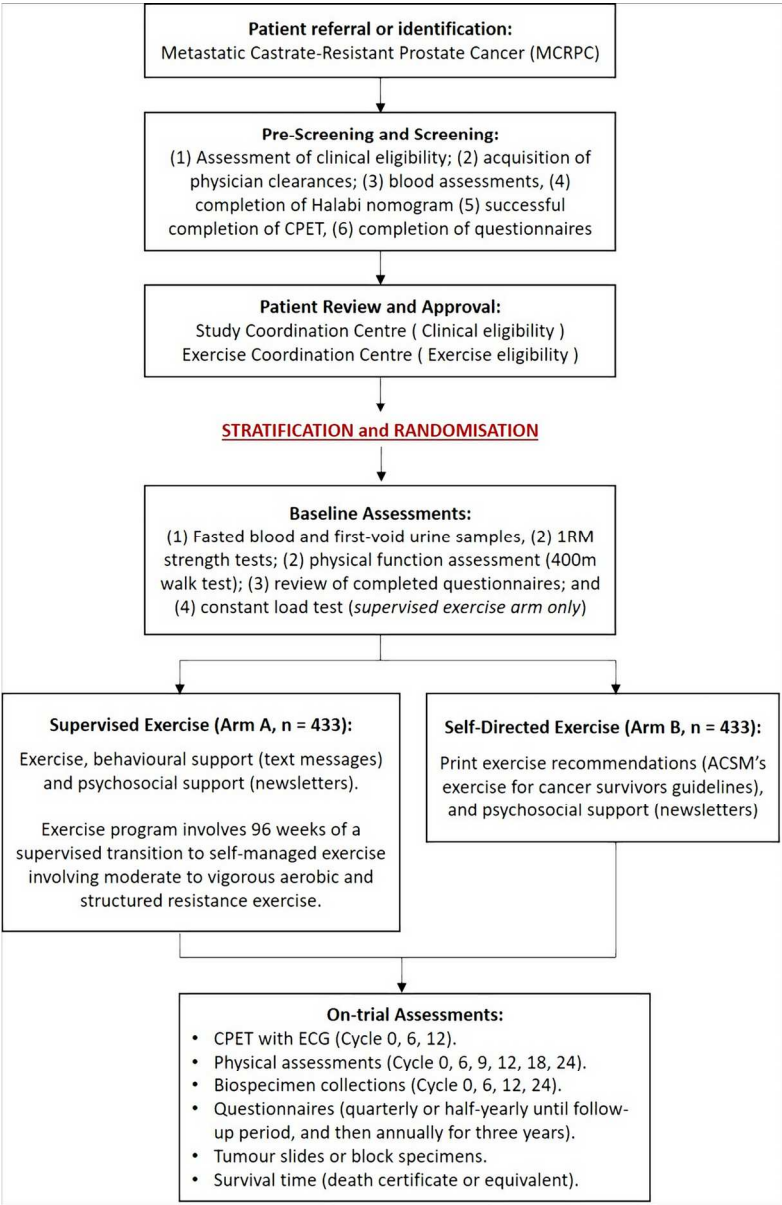 Patient referral or identification:
Metastatic Castrate-Resistant Prostate Cancer (MCRPC)
Pre-Screening and Screening:
(1) Assessment of clinical eligibility; (2) acquisition of
physician clearances; (3) blood assessments, (4)
completion of Halabi nomogram (5) successful
completion of CPET, (6) completion of questionnaires
Patient Review and Approval:
Study Coordination Centre ( Clinical eligibility )
Exercise Coordination Centre ( Exercise eligibility )
STRATIFICATION and RANDOMISATION
Baseline Assessments:
(1) Fasted blood and first-void urine samples, (2) 1RM
strength tests; (2) physical function assessment (400m
walk test); (3) review of completed questionnaires; and
(4) constant load test (supervised exercise arm only)
Supervised Exercise (Arm A, n = 433):
Exercise, behavioural support (text messages)
and psychosocial support (newsletters).
Exercise program involves 96 weeks of a
supervised transition to self-managed exercise
involving moderate to vigorous aerobic and
structured resistance exercise.
Self-Directed Exercise (Arm B, n = 433):
Print exercise recommendations (ACSM's
exercise for cancer survivors guidelines),
and psychosocial support (newsletters)
On-trial Assessments:
• CPET with ECG (Cycle 0, 6, 12).
• Physical assessments (Cycle 0, 6, 9, 12, 18, 24).
• Biospecimen collections (Cycle 0, 6, 12, 24).
• Questionnaires (quarterly or half-yearly until follow-
up period, and then annually for three years).
• Tumour slides or block specimens.
• Survival time (death certificate or equivalent).